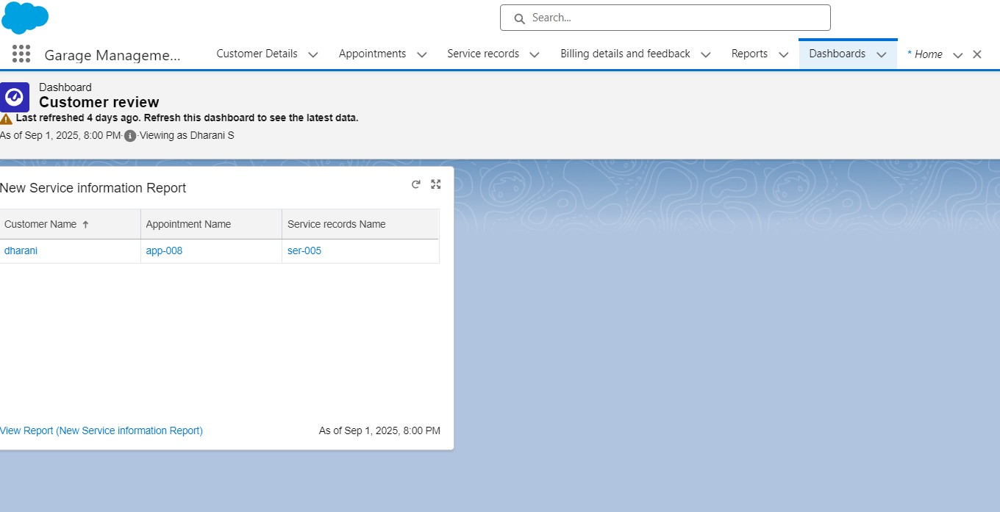 Search...
Garage Manageme...
Customer Details
Appointments
Service records
Billing details and feedback
Reports
Dashboards
* Home
Dashboard
Customer review
Last refreshed 4 days ago. Refresh this dashboard to see the latest data.
As of Sep 1, 2025, 8:00 PM·Viewing as Dharani S
New Service information Report
Customer Name ↑ Appointment Name Service records Name
dharani app-008 ser-005
View Report (New Service information Report) As of Sep 1, 2025, 8:00 PM